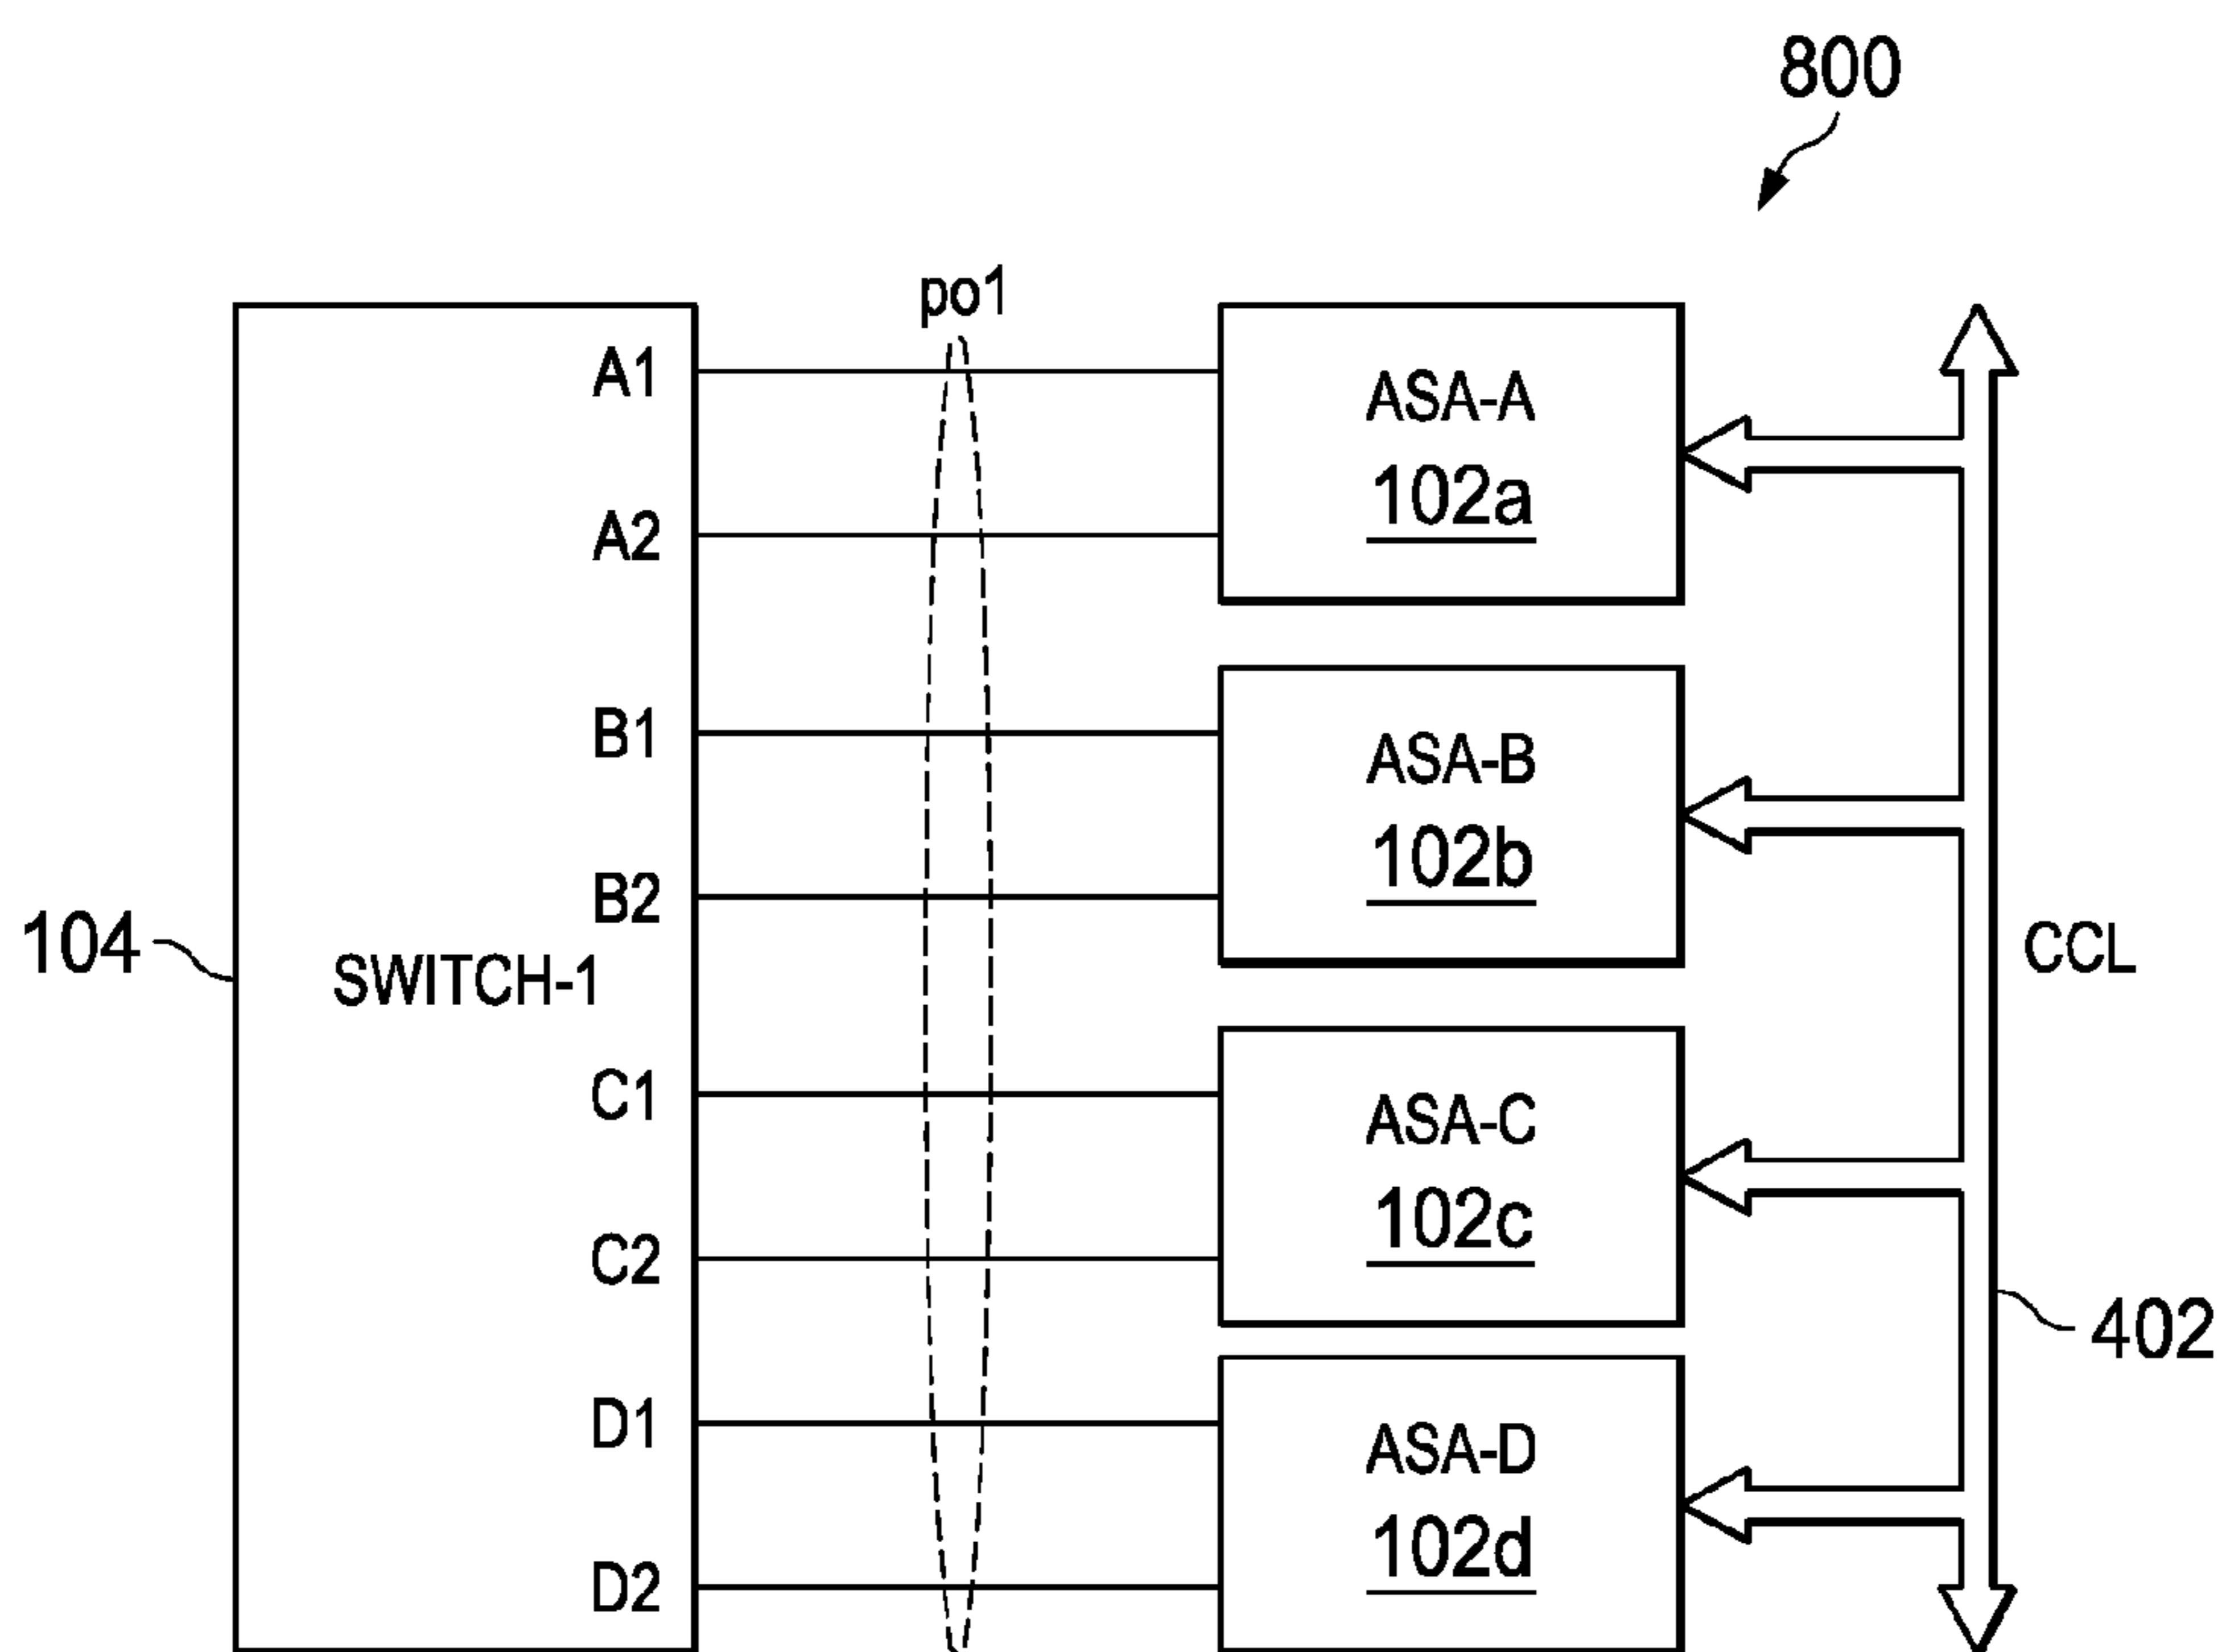 800
po1
A1
ASA-A
102a
A2
B1
ASA-B
102b
B2
104
SWITCH-1
CCL
C1
ASA-C
102c
C2
402
D1
ASA-D
102d
D2